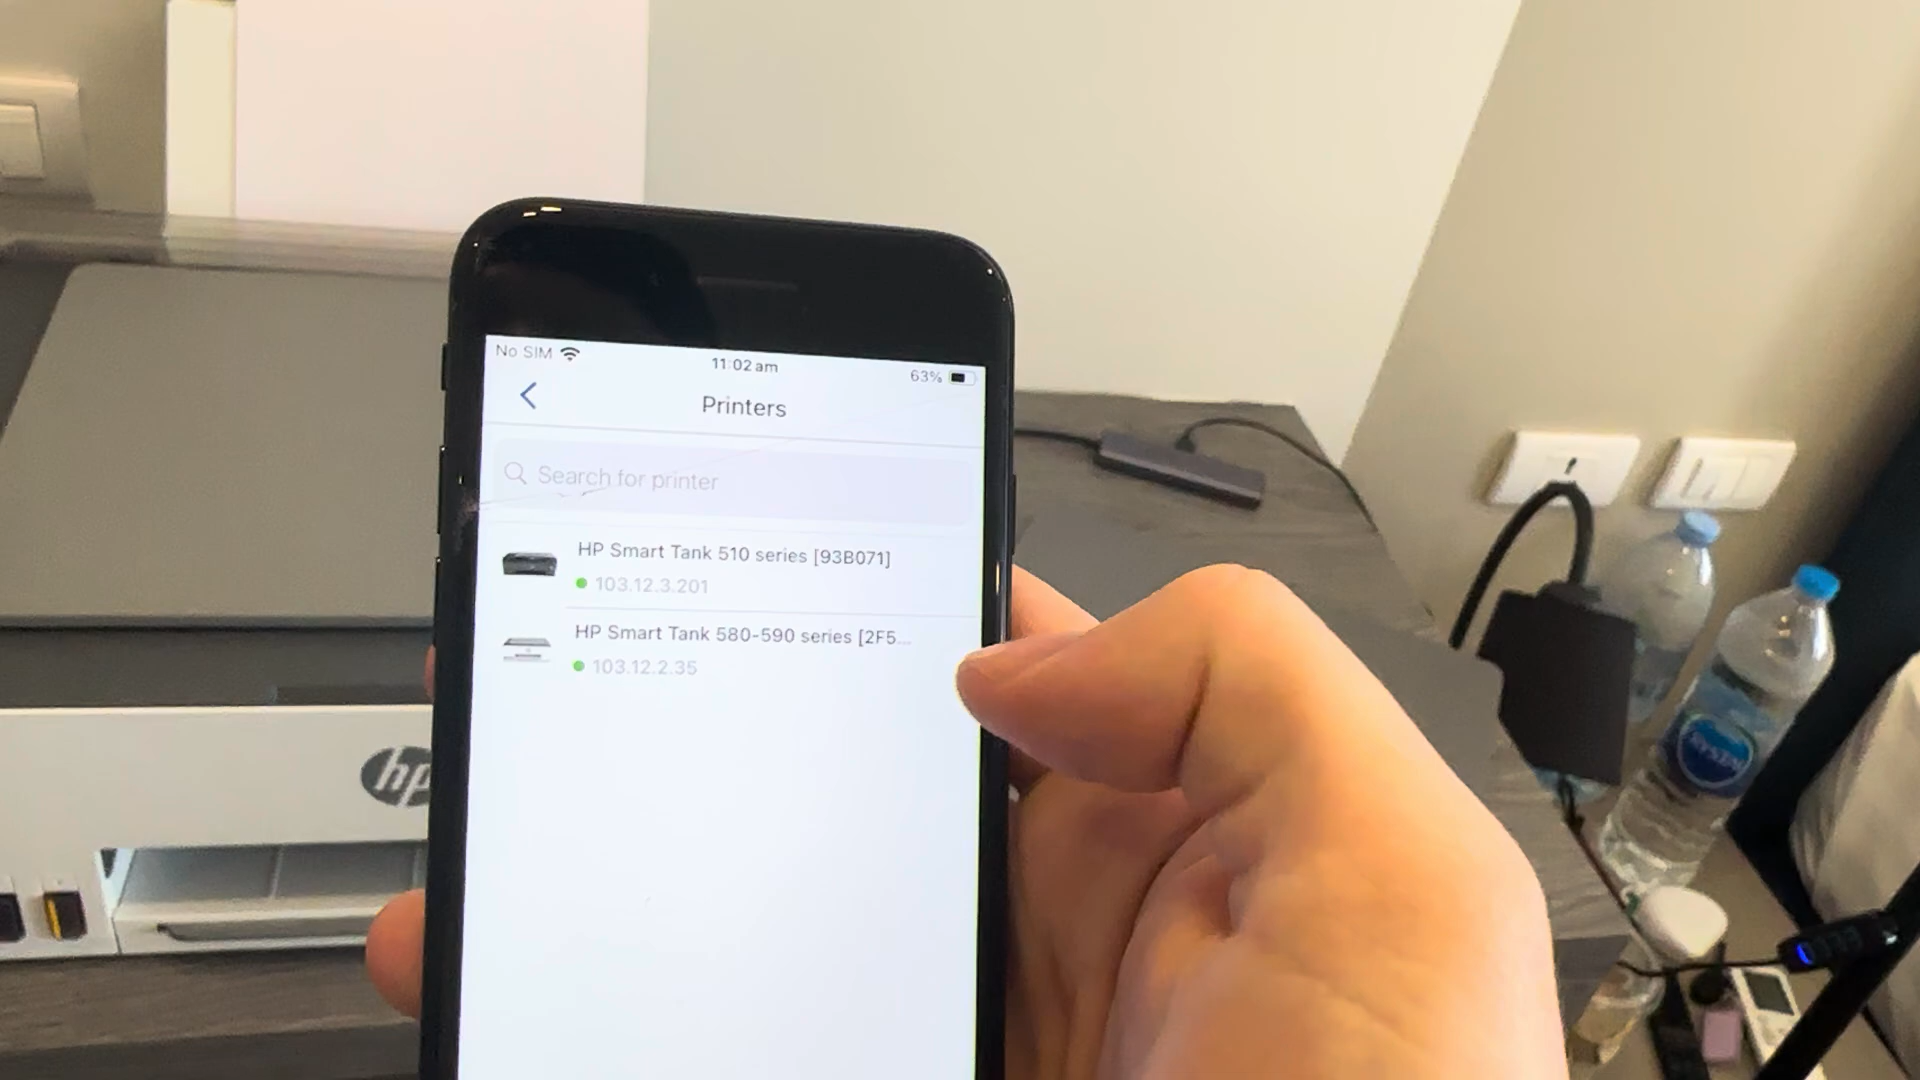 No SIM
11:02 am
63%
Printers
Search for printer
HP Smart Tank 510 series [93B071]
103.12.3.201
HP Smart Tank 580-590 series [2F5...
103.12.2.35
hp